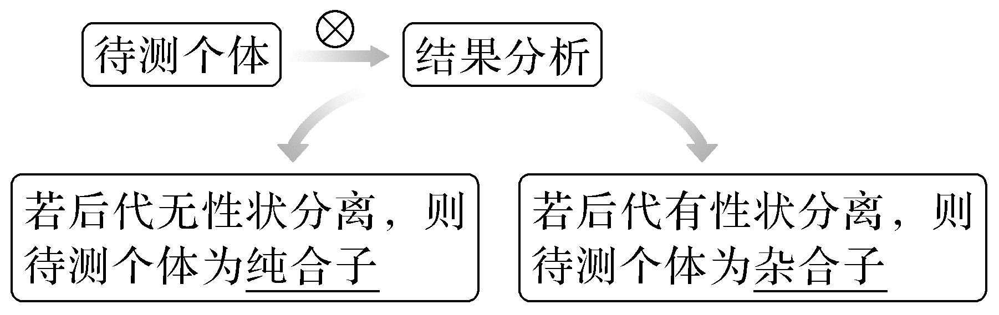 待测个体
结果分析
若后代无性状分离，则
待测个体为纯合子
若后代有性状分离，则
待测个体为杂合子